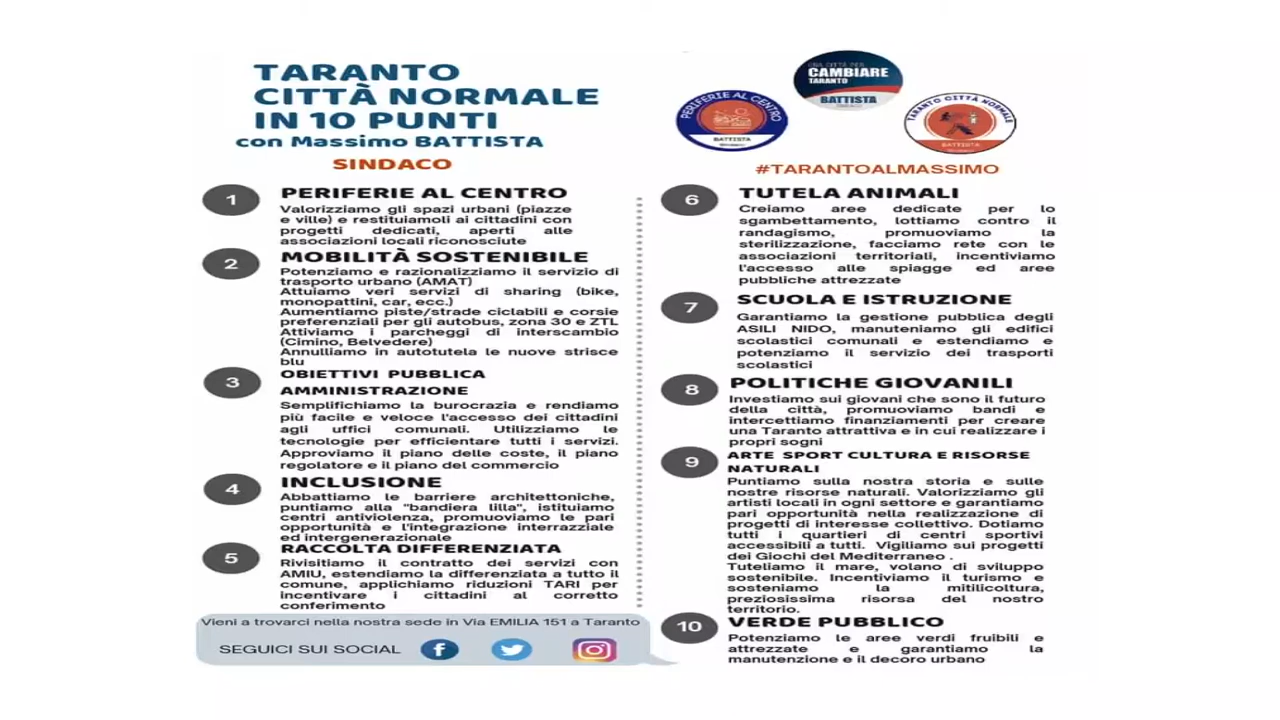 TARANTO
CITTÀ NORMALE
IN 10 PUNTI
con Massimo BATTISTA
SINDACO
CAMBIARE
TARANTO
BATTISTA
PERIFERIE AL CENTRO
BATTISTA
TARANTO CITTÀ NORMALE
BATTISTA
#TARANTOALMASSIMO
1
PERIFERIE AL CENTRO
Valorizziamo gli spazi urbani (piazze
e ville) e restituiamoli ai cittadini con
progetti dedicati, aperti alle
associazioni locali riconosciute
2
MOBILITÀ SOSTENIBILE
Potenziamo e razionalizziamo il servizio di
trasporto urbano (AMAT)
Attuiamo veri servizi di sharing (bike,
monopattini, car, ecc.)
Aumentiamo piste/strade ciclabili e corsie
preferenziali per gli autobus, zona 30 e ZTL
Attiviamo i parcheggi di interscambio
(Cimino, Belvedere)
Annulliamo in autotutela le nuove strisce
blu
3
OBIETTIVI PUBBLICA
AMMINISTRAZIONE
Semplifichiamo la burocrazia e rendiamo
più facile e veloce l'accesso dei cittadini
agli uffici comunali. Utilizziamo le
tecnologie per efficientare tutti i servizi.
Approviamo il piano delle coste, il piano
regolatore e il piano del commercio
4
INCLUSIONE
Abbattiamo le barriere architettoniche,
puntiamo alla "bandiera lilla", istituiamo
centri antiviolenza, promuoviamo le pari
opportunità e l'integrazione interrazziale
ed intergenerazionale
5
RACCOLTA DIFFERENZIATA
Rivisitiamo il contratto dei servizi con
AMIU, estendiamo la differenziata a tutto il
comune, applichiamo riduzioni TARI per
incentivare i cittadini al corretto
conferimento
Vieni a trovarci nella nostra sede in Via EMILIA 151 a Taranto
SEGUICI SUI SOCIAL
6
TUTELA ANIMALI
Creiamo aree dedicate per lo
sgambettamento, lottiamo contro il
randagismo, promuoviamo la
sterilizzazione, facciamo rete con le
associazioni territoriali, incentiviamo
l'accesso alle spiagge ed aree
pubbliche attrezzate
7
SCUOLA E ISTRUZIONE
Garantiamo la gestione pubblica degli
ASILI NIDO, manuteniamo gli edifici
scolastici comunali e estendiamo e
potenziamo il servizio dei trasporti
scolastici
8
POLITICHE GIOVANILI
Investiamo sui giovani che sono il futuro
della città, promuoviamo bandi e
intercettiamo finanziamenti per creare
una Taranto attrattiva e in cui realizzare i
propri sogni
9
ARTE SPORT CULTURA E RISORSE
NATURALI
Puntiamo sulla nostra storia e sulle
nostre risorse naturali. Valorizziamo gli
artisti locali in ogni settore e garantiamo
pari opportunità nella realizzazione di
progetti di interesse collettivo. Dotiamo
tutti i quartieri di centri sportivi
accessibili a tutti. Vigiliamo sui progetti
dei Giochi del Mediterraneo .
Tuteliamo il mare, volano di sviluppo
sostenibile. Incentiviamo il turismo e
sosteniamo la mitilicoltura,
preziosissima risorsa del nostro
territorio.
10
VERDE PUBBLICO
Potenziamo le aree verdi fruibili e
attrezzate e garantiamo la
manutenzione e il decoro urbano